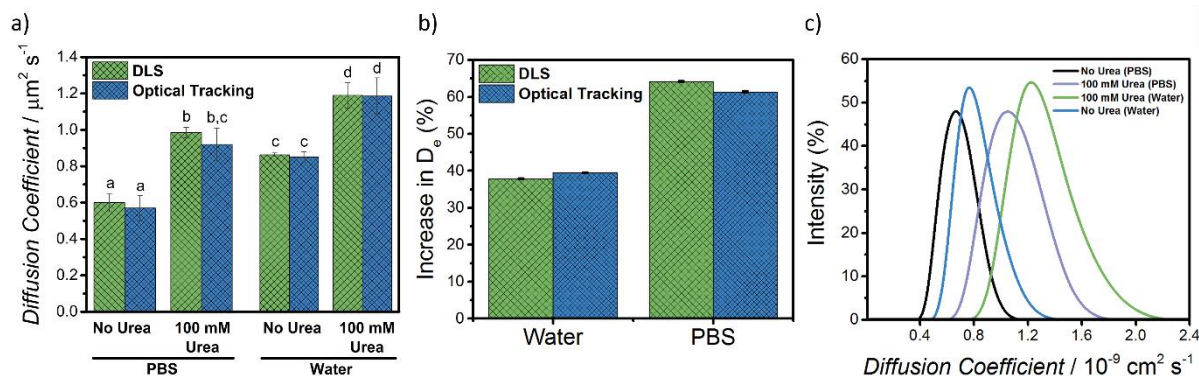 a)
Diffusion Coefficient / μm² s⁻¹
1.4
1.2
1.0
0.8
0.6
0.4
0.2
0.0
DLS
Optical Tracking
a
a
b
b,c
c
c
d
d
No Urea
100 mM
Urea
No Urea
100 mM
Urea
PBS
Water
b)
Increase in Dₑ (%)
70
60
50
40
30
20
10
0
DLS
Optical Tracking
Water
PBS
c)
Intensity (%)
60
50
40
30
20
10
0
No Urea (PBS)
100 mM Urea (PBS)
100 mM Urea (Water)
No Urea (Water)
0.0
0.4
0.8
1.2
1.6
2.0
2.4
Diffusion Coefficient / 10⁻⁹ cm² s⁻¹